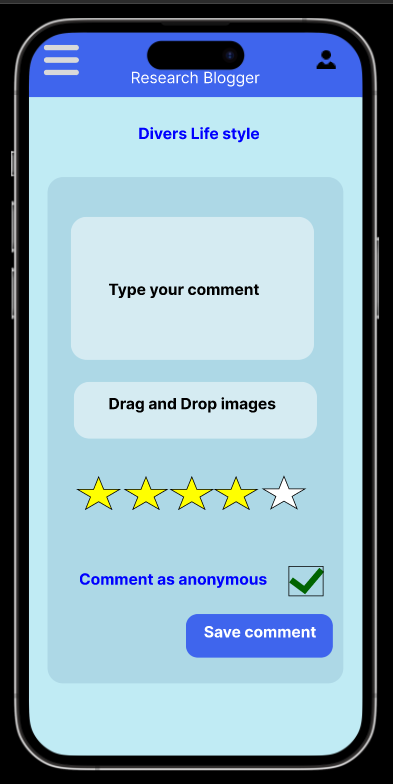 Research Blogger
Divers Life style
Type your comment
Drag and Drop images
Comment as anonymous
Save comment